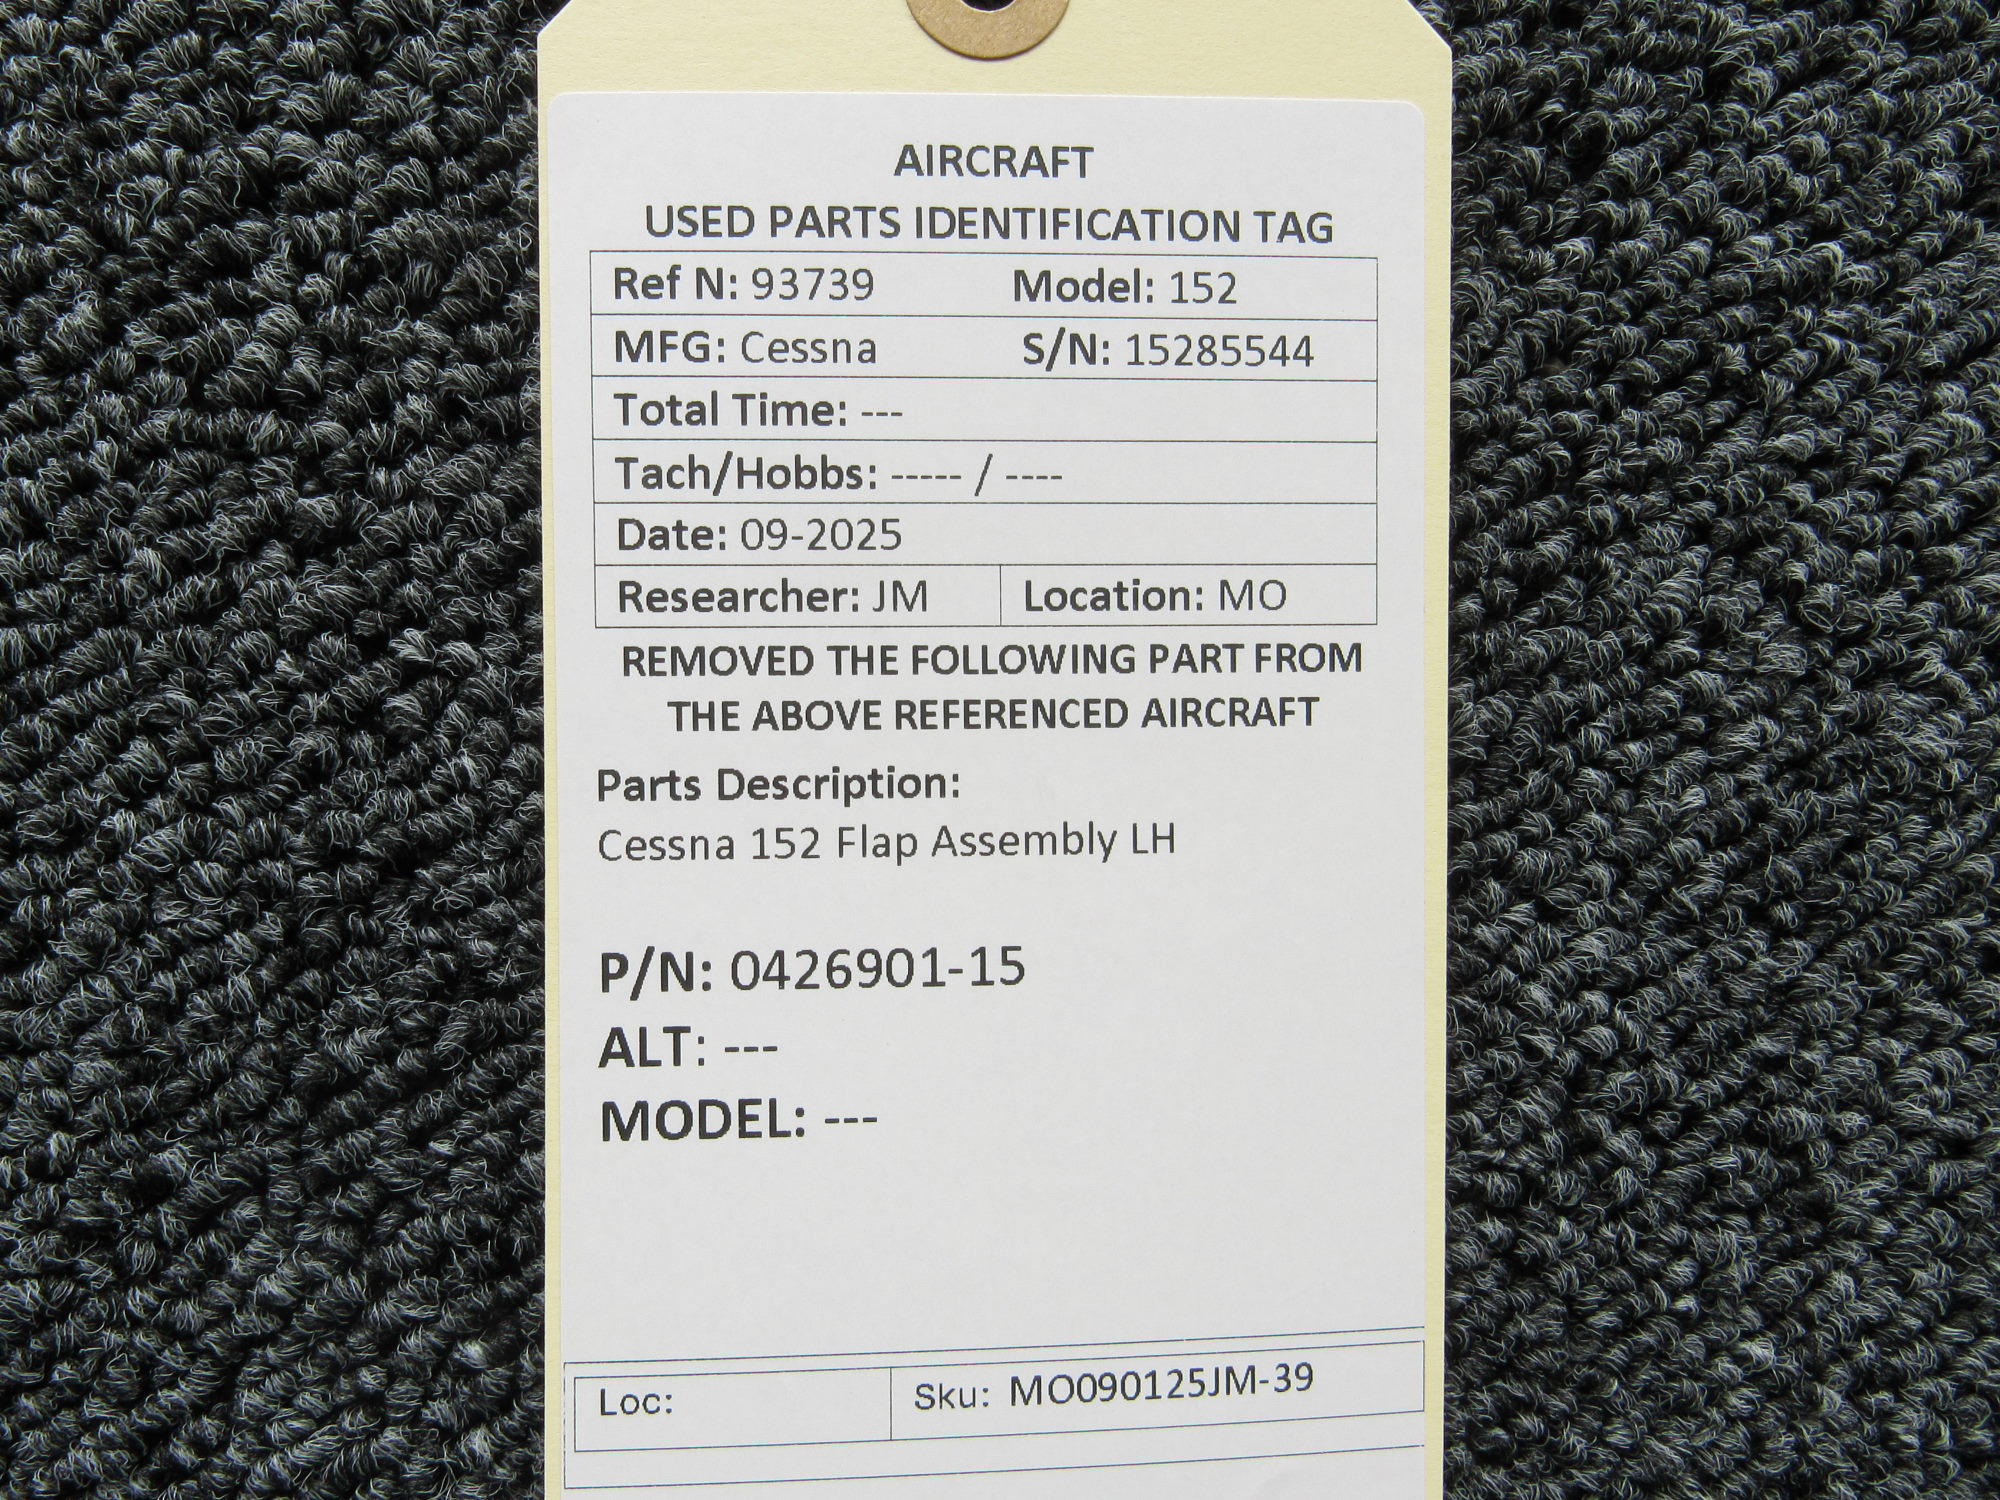 AIRCRAFT
USED PARTS IDENTIFICATION TAG
Ref N: 93739 Model: 152
MFG: Cessna S/N: 15285544
Total Time: ---
Tach/Hobbs: ----- / ----
Date: 09-2025
Researcher: JM Location: MO
REMOVED THE FOLLOWING PART FROM
THE ABOVE REFERENCED AIRCRAFT
Parts Description:
Cessna 152 Flap Assembly LH
P/N: 0426901-15
ALT: ---
MODEL: ---
Loc: Sku: MO090125JM-39